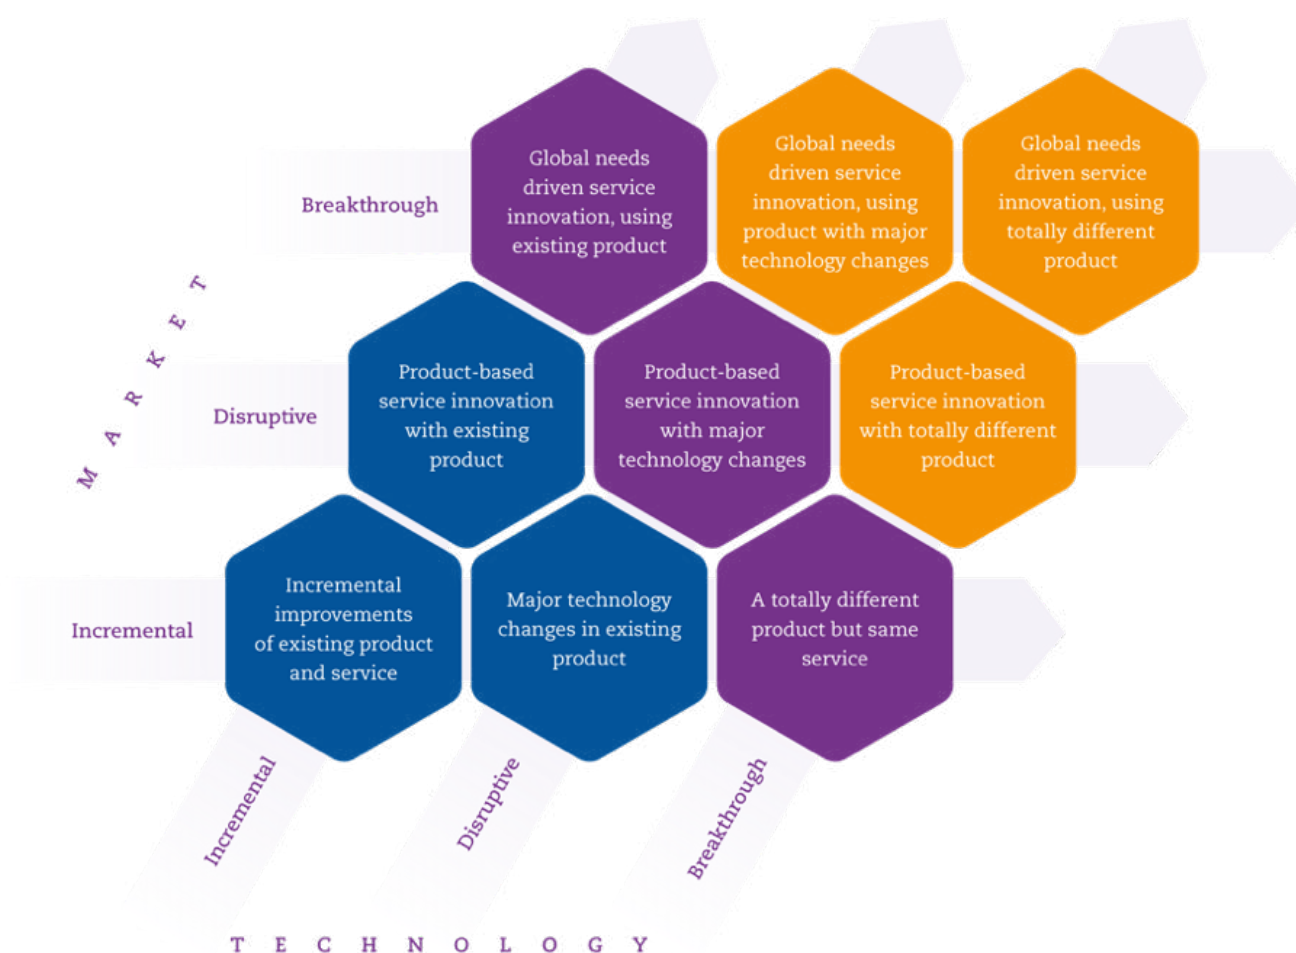 Global needs
driven service
innovation, using
existing product
Global needs
driven service
innovation, using
product with major
technology changes
Global needs
driven service
innovation, using
totally different
product
Breakthrough
MARKET
Disruptive
Product-based
service innovation
with existing
product
Product-based
service innovation
with major
technology changes
Product-based
service innovation
with totally different
product
Incremental
Incremental
improvements
of existing product
and service
Major technology
changes in existing
product
A totally different
product but same
service
Incremental
Disruptive
Breakthrough
TECHNOLOGY